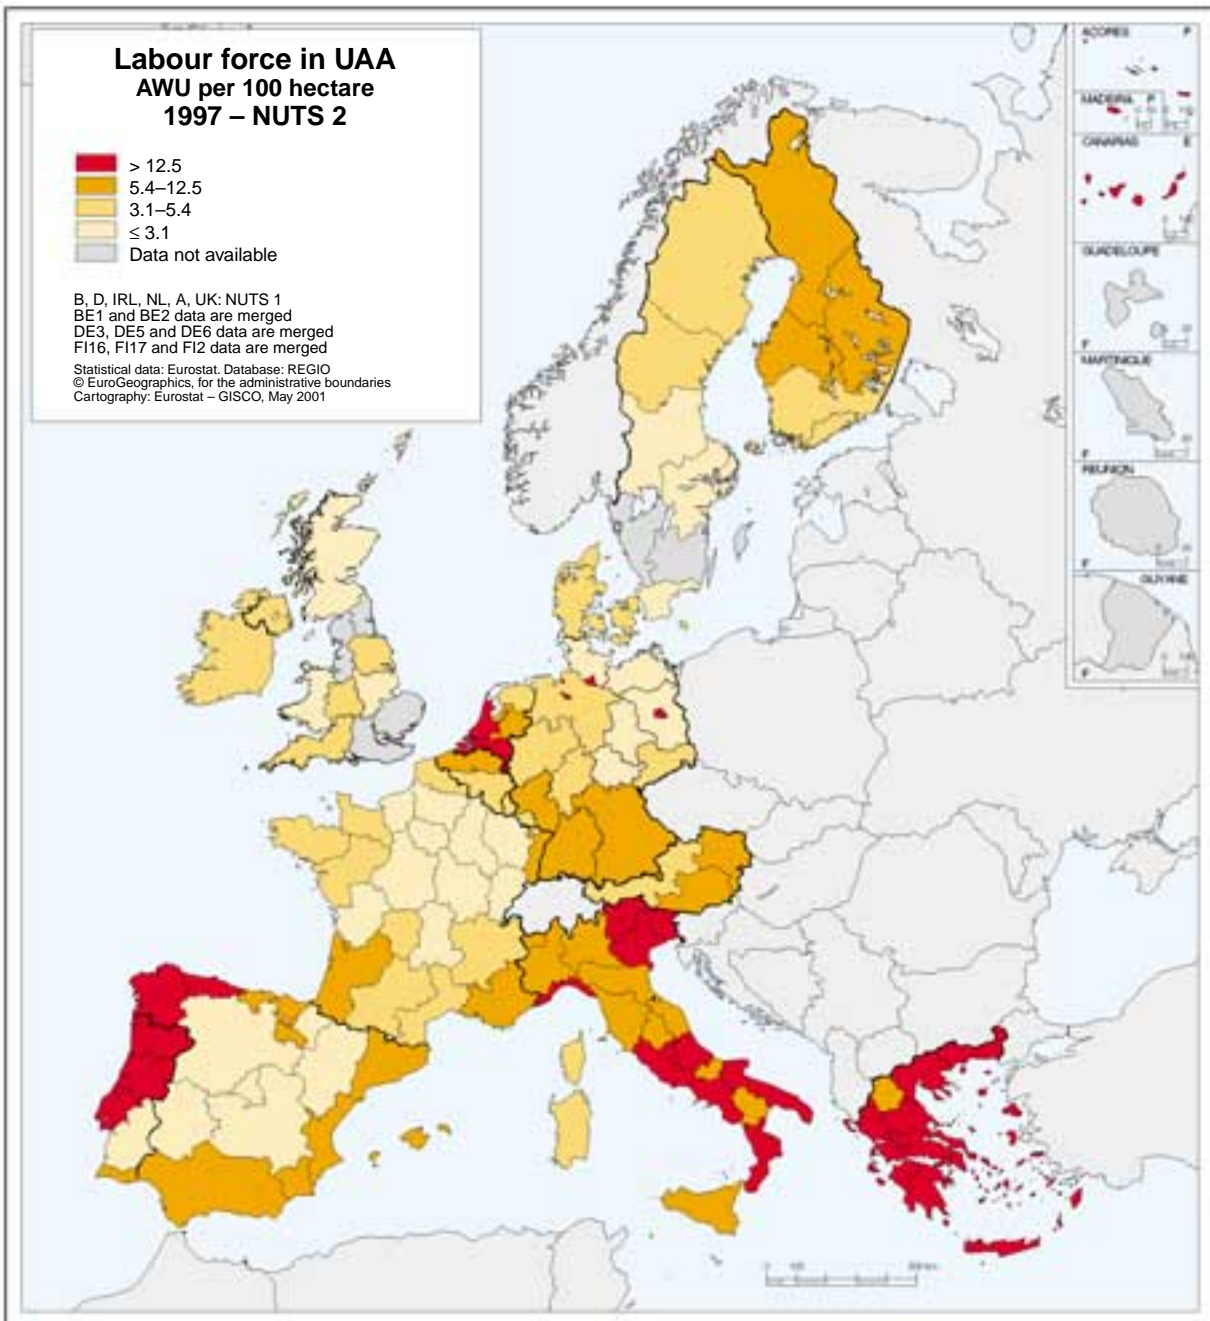 Labour force in UAA
AWU per 100 hectare
1997 – NUTS 2
> 12.5
5.4–12.5
3.1–5.4
≤ 3.1
Data not available
B, D, IRL, NL, A, UK: NUTS 1
BE1 and BE2 data are merged
DE3, DE5 and DE6 data are merged
FI16, FI17 and FI2 data are merged
Statistical data: Eurostat. Database: REGIO
© EuroGeographics, for the administrative boundaries
Cartography: Eurostat – GISCO, May 2001
ACORES P
MADEIRA P
CANARIAS E
GUADELOUPE
F
MARTINIQUE
F
REUNION
F
GUYANE
F